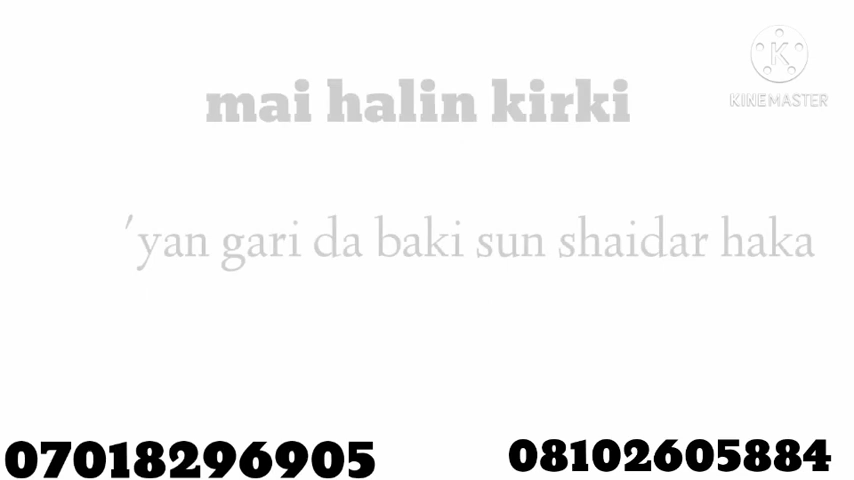 KINEMASTER
mai halin kirki
'yan gari da baki sun shaidar haka
07018296905
08102605884